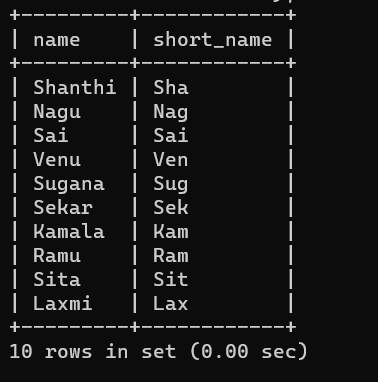 +---------+------------+
| name    | short_name |
+---------+------------+
| Shanthi | Sha        |
| Nagu    | Nag        |
| Sai     | Sai        |
| Venu    | Ven        |
| Sugana  | Sug        |
| Sekar   | Sek        |
| Kamala  | Kam        |
| Ramu    | Ram        |
| Sita    | Sit        |
| Laxmi   | Lax        |
+---------+------------+
10 rows in set (0.00 sec)